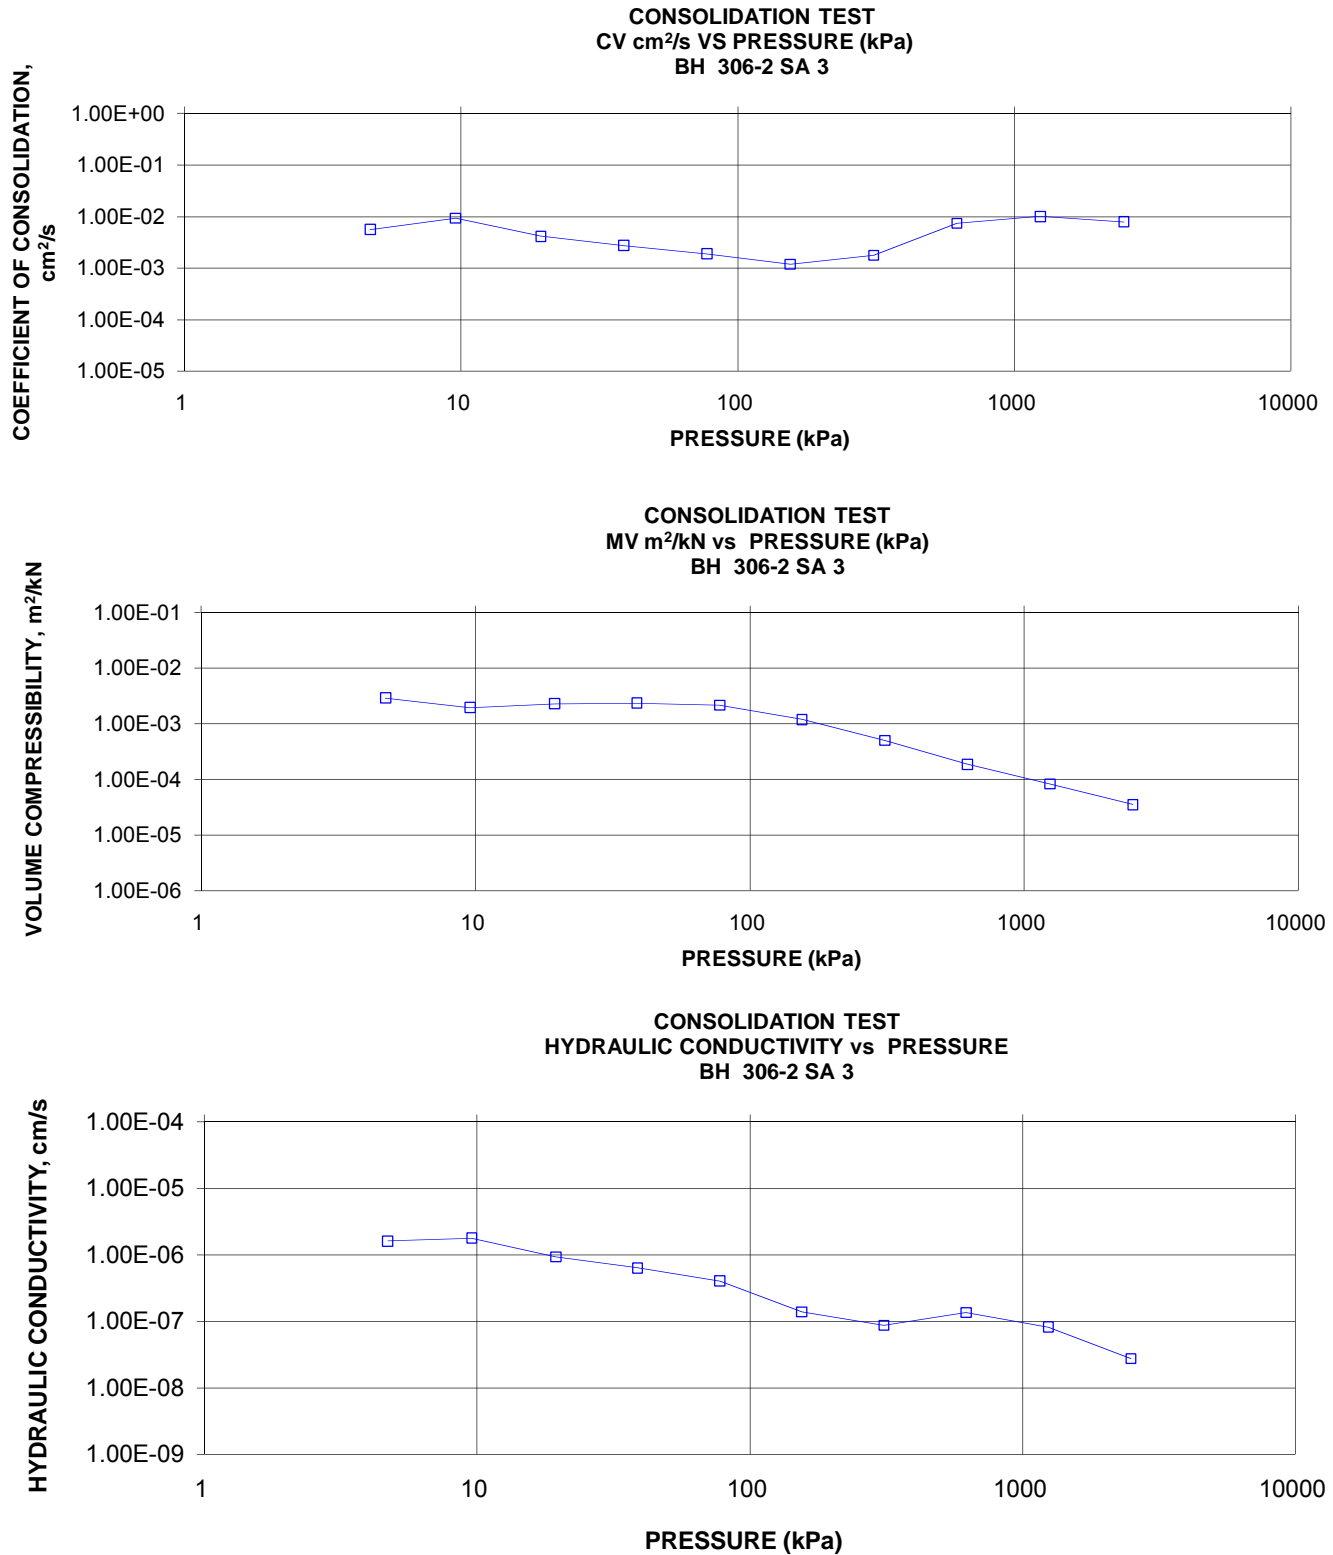 CONSOLIDATION TEST
CV cm²/s VS PRESSURE (kPa)
BH 306-2 SA 3
COEFFICIENT OF CONSOLIDATION,
cm²/s
1.00E+00
1.00E-01
1.00E-02
1.00E-03
1.00E-04
1.00E-05
1 10 100 1000 10000
PRESSURE (kPa)
CONSOLIDATION TEST
MV m²/kN vs PRESSURE (kPa)
BH 306-2 SA 3
VOLUME COMPRESSIBILITY, m²/kN
1.00E-01
1.00E-02
1.00E-03
1.00E-04
1.00E-05
1.00E-06
1 10 100 1000 10000
PRESSURE (kPa)
CONSOLIDATION TEST
HYDRAULIC CONDUCTIVITY vs PRESSURE
BH 306-2 SA 3
HYDRAULIC CONDUCTIVITY, cm/s
1.00E-04
1.00E-05
1.00E-06
1.00E-07
1.00E-08
1.00E-09
1 10 100 1000 10000
PRESSURE (kPa)